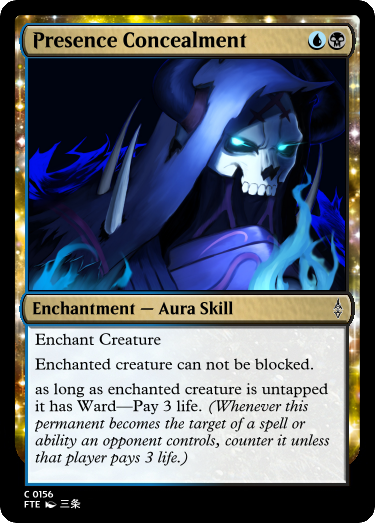 Presence Concealment
Enchantment — Aura Skill
Enchant Creature
Enchanted creature can not be blocked.
as long as enchanted creature is untapped
it has Ward—Pay 3 life. (Whenever this
permanent becomes the target of a spell or
ability an opponent controls, counter it unless
that player pays 3 life.)
C 0156
FTE 三条